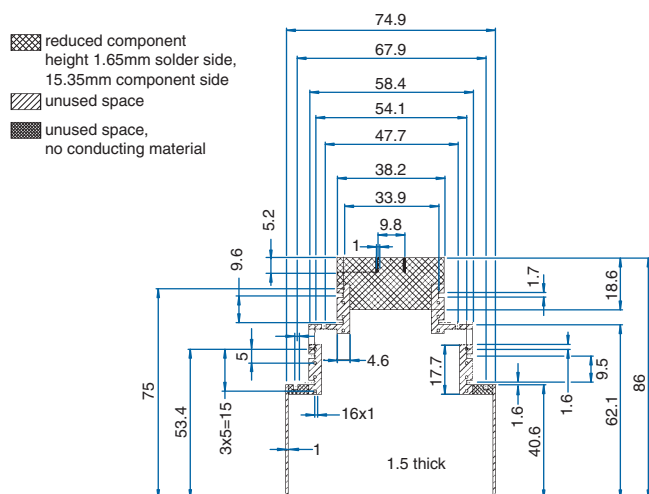 74.9
reduced component
height 1.65mm solder side,
15.35mm component side
67.9
58.4
unused space
54.1
unused space,
no conducting material
47.7
38.2
33.9
9.8
5.2
1
9.6
1.7
18.6
5
4.6
17.7
9.5
75
53.4
3x5=15
16x1
1.6
1.6
40.6
62.1
86
1
1.5 thick